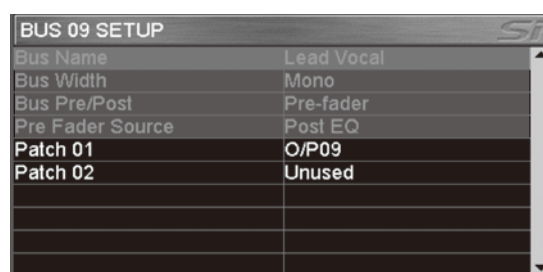 BUS 09 SETUP Si
Bus Name Lead Vocal
Bus Width Mono
Bus Pre/Post Pre-fader
Pre Fader Source Post EQ
Patch 01 O/P09
Patch 02 Unused